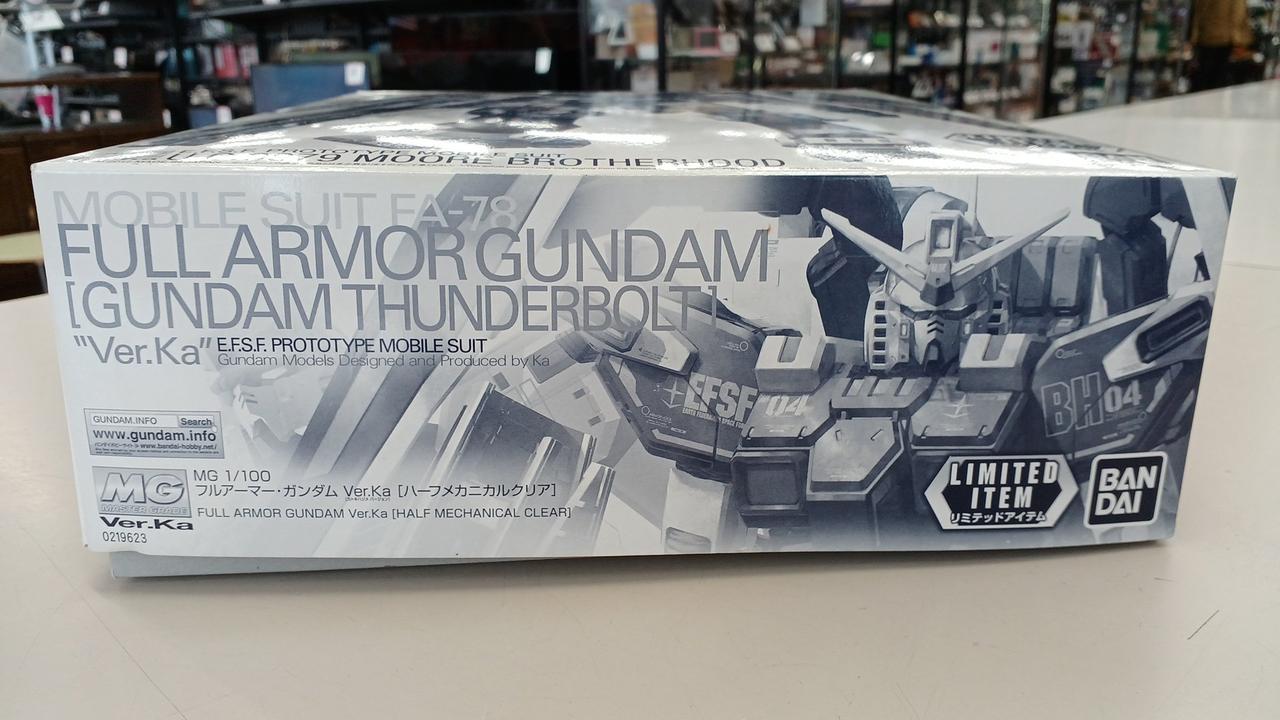 MOORE BROTHERHOOD
MOBILE SUIT FA-78
FULL ARMOR GUNDAM
[GUNDAM THUNDERBOLT]
"Ver.Ka"
E.F.S.F. PROTOTYPE MOBILE SUIT
Gundam Models Designed and Produced by Ka
GUNDAM.INFO Search
www.gundam.info
www.bandai-hobby.net/
MG
MASTER GRADE
Ver.Ka
0219623
MG 1/100
フルアーマー・ガンダム Ver.Ka [ハーフメカニカルクリア]
FULL ARMOR GUNDAM Ver.Ka [HALF MECHANICAL CLEAR]
EFSF
04
BH 04
LIMITED
ITEM
リミテッドアイテム
BAN
DAI